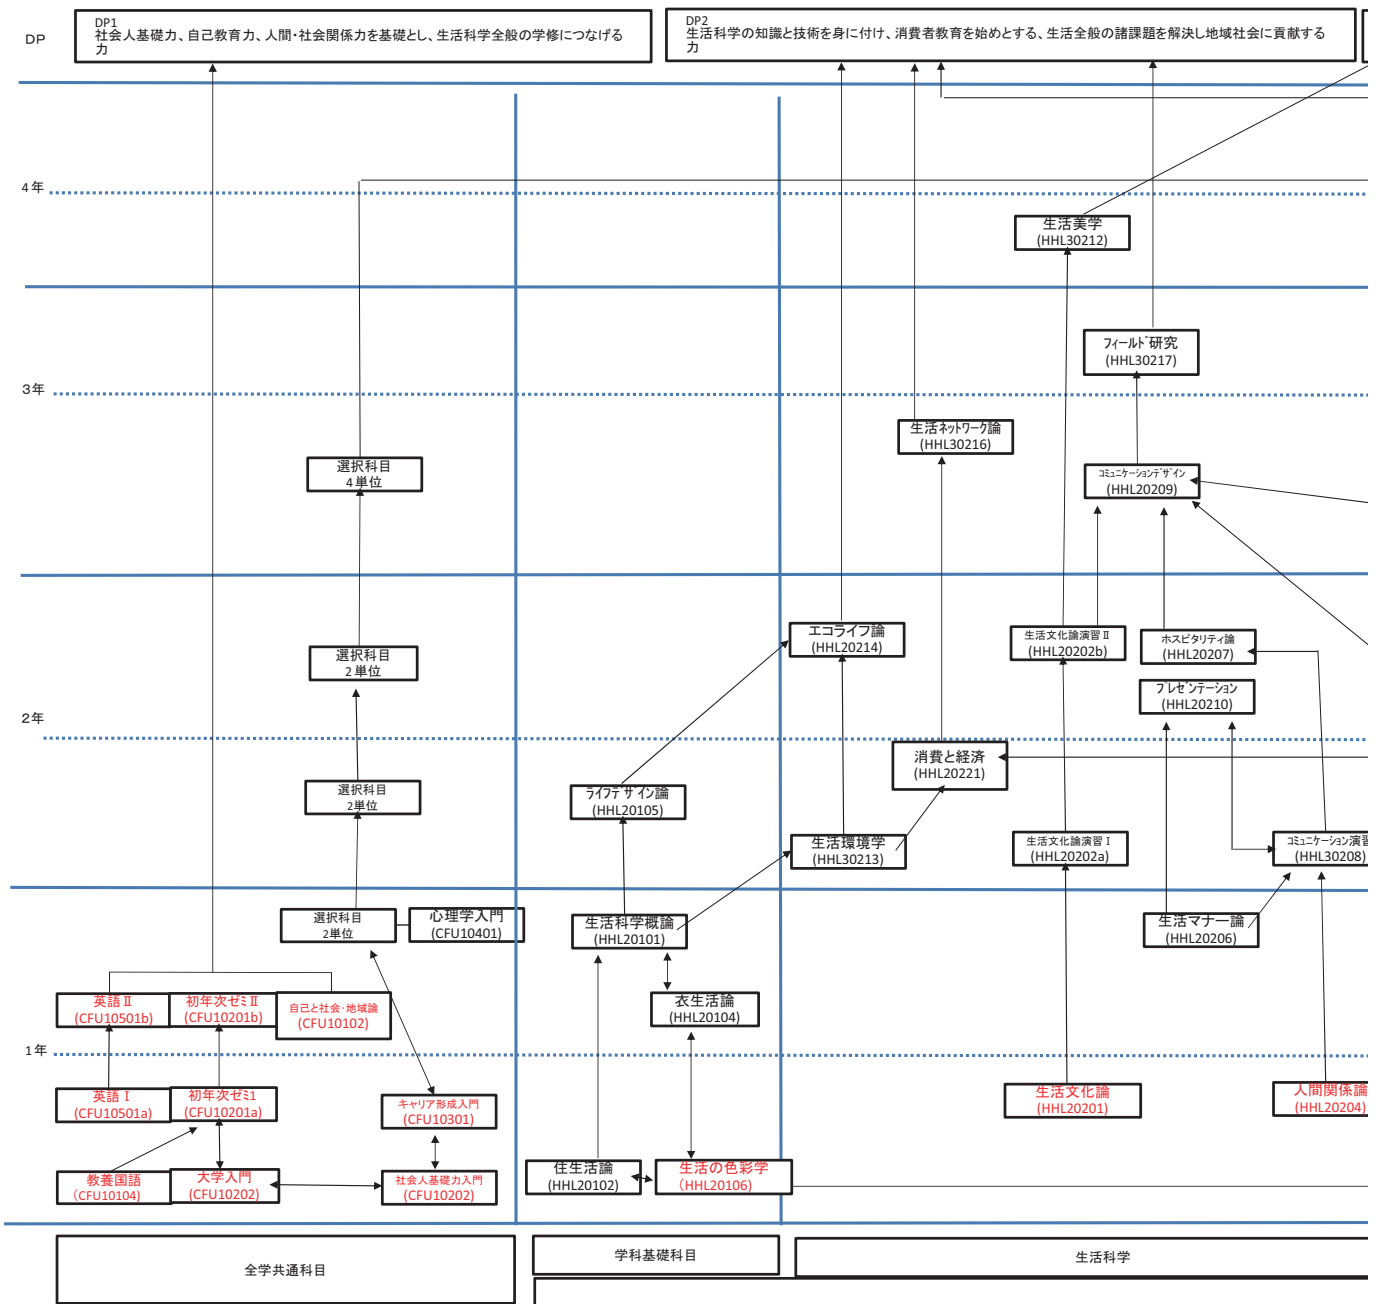 DP
DP1
社会人基礎力、自己教育力、人間・社会関係力を基礎とし、生活科学全般の学修につなげる
力
DP2
生活科学の知識と技術を身に付け、消費者教育を始めとする、生活全般の諸課題を解決し地域社会に貢献する
力
4年
生活美学
(HHL30212)
フィールド研究
(HHL30217)
3年
生活ネットワーク論
(HHL30216)
選択科目
4単位
コミュニケーションデザイン
(HHL20209)
エコライフ論
(HHL20214)
生活文化論演習Ⅱ
(HHL20202b)
ホスピタリティ論
(HHL20207)
選択科目
2単位
プレゼンテーション
(HHL20210)
2年
消費と経済
(HHL20221)
選択科目
2単位
ライフデザイン論
(HHL20105)
生活環境学
(HHL30213)
生活文化論演習Ⅰ
(HHL20202a)
コミュニケーション演習
(HHL30208)
選択科目
2単位
心理学入門
(CFU10401)
生活科学概論
(HHL20101)
生活マナー論
(HHL20206)
英語Ⅱ
(CFU10501b)
初年次ゼミⅡ
(CFU10201b)
自己と社会・地域論
(CFU10102)
衣生活論
(HHL20104)
1年
英語Ⅰ
(CFU10501a)
初年次ゼミ1
(CFU10201a)
キャリア形成入門
(CFU10301)
生活文化論
(HHL20201)
人間関係論
(HHL20204)
教養国語
(CFU10104)
大学入門
(CFU10202)
社会人基礎力入門
(CFU10202)
住生活論
(HHL20102)
生活の色彩学
(HHL20106)
全学共通科目
学科基礎科目
生活科学